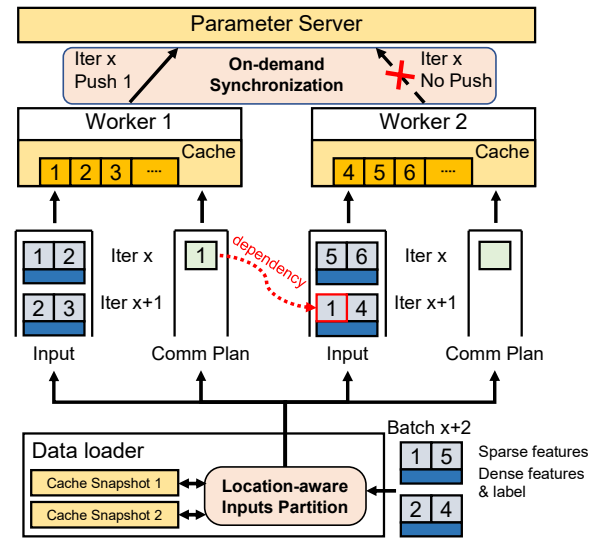 Parameter Server
Iter x
Push 1
On-demand
Synchronization
Iter x
No Push
Worker 1
Worker 2
Cache
1 2 3 ....
Cache
4 5 6 ....
1 2
Iter x
1
dependency
5 6
Iter x
2 3
Iter x+1
1 4
Iter x+1
Input
Comm Plan
Input
Comm Plan
Data loader
Cache Snapshot 1
Cache Snapshot 2
Location-aware
Inputs Partition
Batch x+2
1 5
Sparse features
Dense features
& label
2 4